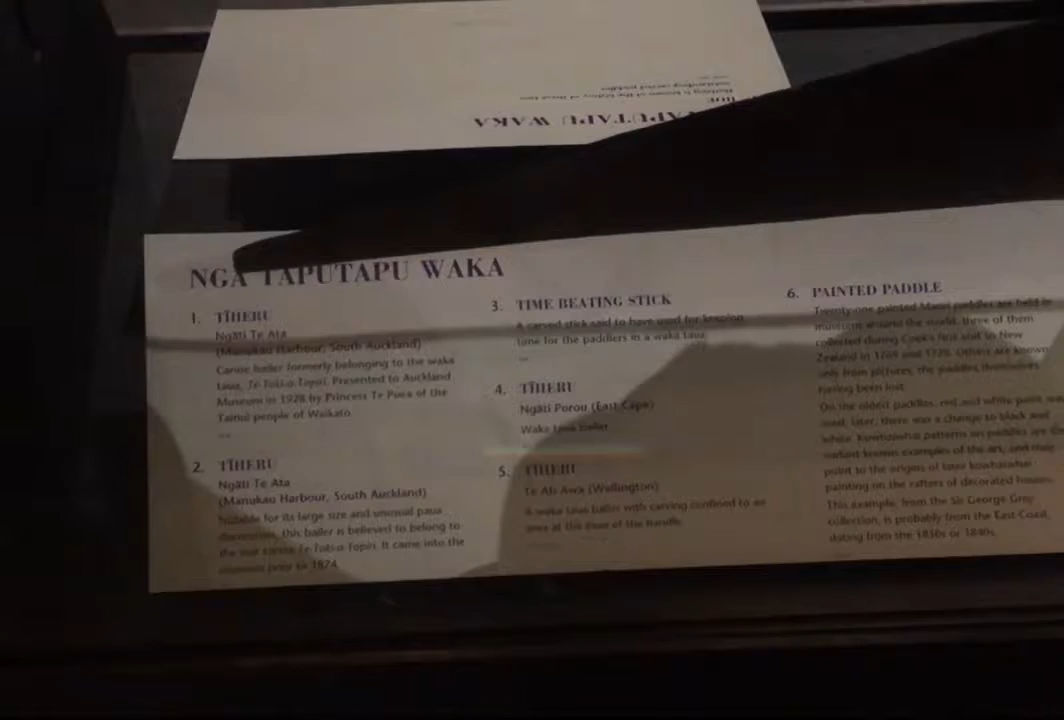 APUTAPU WAKA
NGĀ TAPUTAPU WAKA
1. TĪHERU
Ngāti Te Ata
(Manukau Harbour, South Auckland)
Canoe bailer formerly belonging to the waka
taua, Te Toki-a-Tapiri. Presented to Auckland
Museum in 1928 by Princess Te Puea of the
Tainui people of Waikato.
2. TĪHERU
Ngāti Te Ata
(Manukau Harbour, South Auckland)
Notable for its large size and unusual paua
decoration, this bailer is believed to belong to
the war canoe Te Toki-a-Tapiri. It came into the
museum prior to 1874.
3. TIME BEATING STICK
A carved stick said to have used for keeping
time for the paddlers in a waka taua.
4. TĪHERU
Ngāti Porou (East Cape)
Waka taua bailer.
5. TĪHERU
Te Ati Awa (Wellington)
A waka taua bailer with carving confined to an
area at the base of the handle.
6. PAINTED PADDLE
Twenty-one painted Maori paddles are held in
museums around the world, three of them
collected during Cook's first visit to New
Zealand in 1769 and 1770. Others are known
only from pictures, the paddles themselves
having been lost.
On the oldest paddles, red and white paint was
used; later, there was a change to black and
white. Kowhaiwhai patterns on paddles are the
earliest known examples of the art, and may
point to the origins of kowhaiwhai
painting on the rafters of decorated houses.
This example, from the Sir George Grey
collection, is probably from the East Coast,
dating from the 1830s or 1840s.